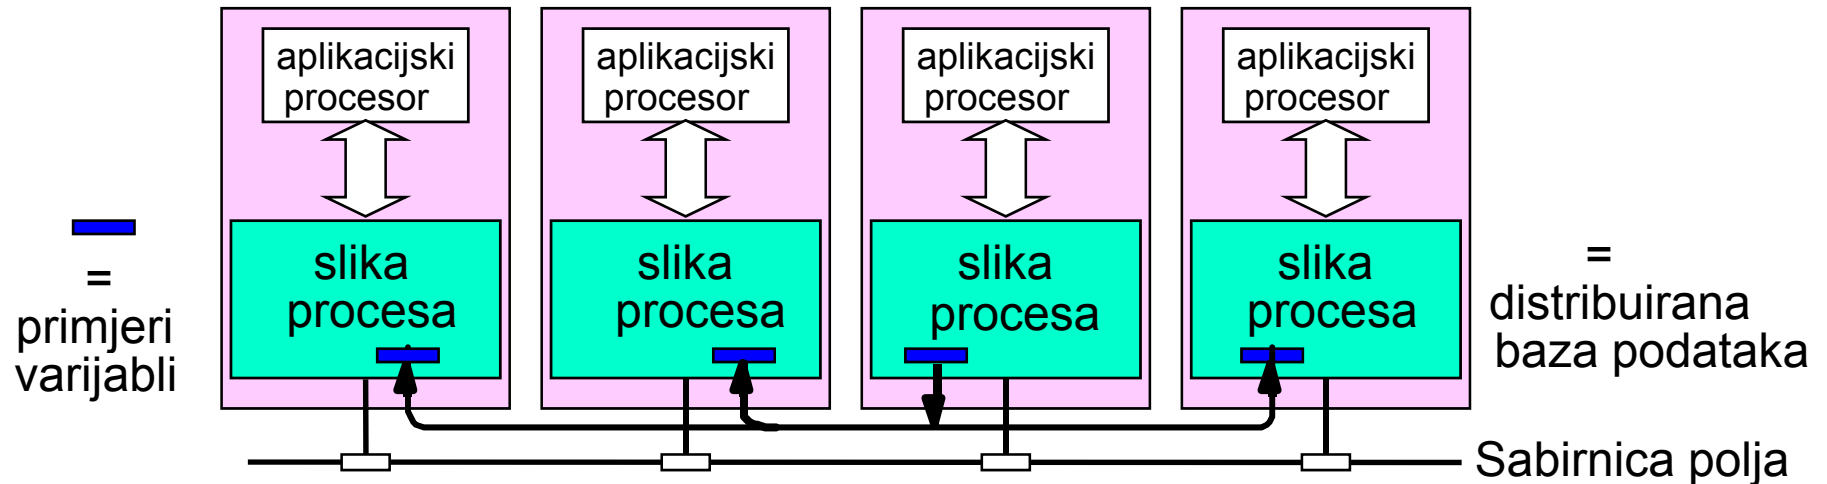 aplikacijski
procesor
aplikacijski
procesor
aplikacijski
procesor
aplikacijski
procesor
=
primjeri
varijabli
slika
procesa
slika
procesa
slika
procesa
slika
procesa
=
distribuirana
baza podataka
Sabirnica polja